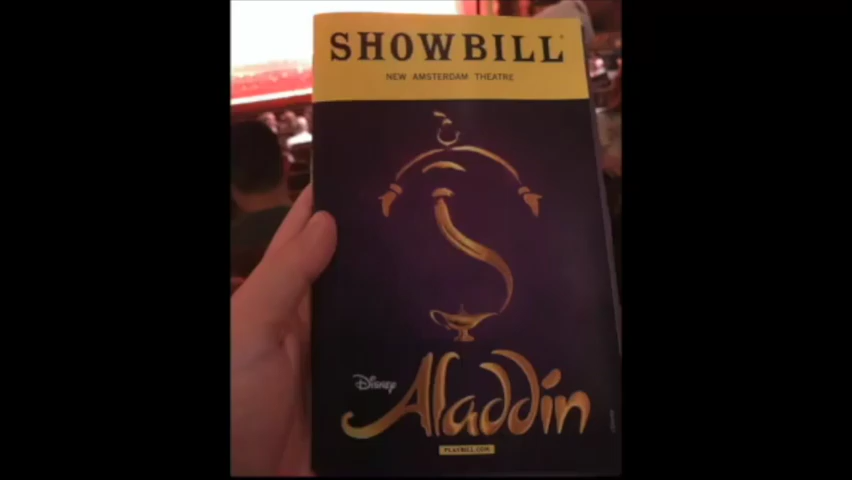 SHOWBILL
NEW AMSTERDAM THEATRE
Disney
Aladdin
PLAYBILL.COM